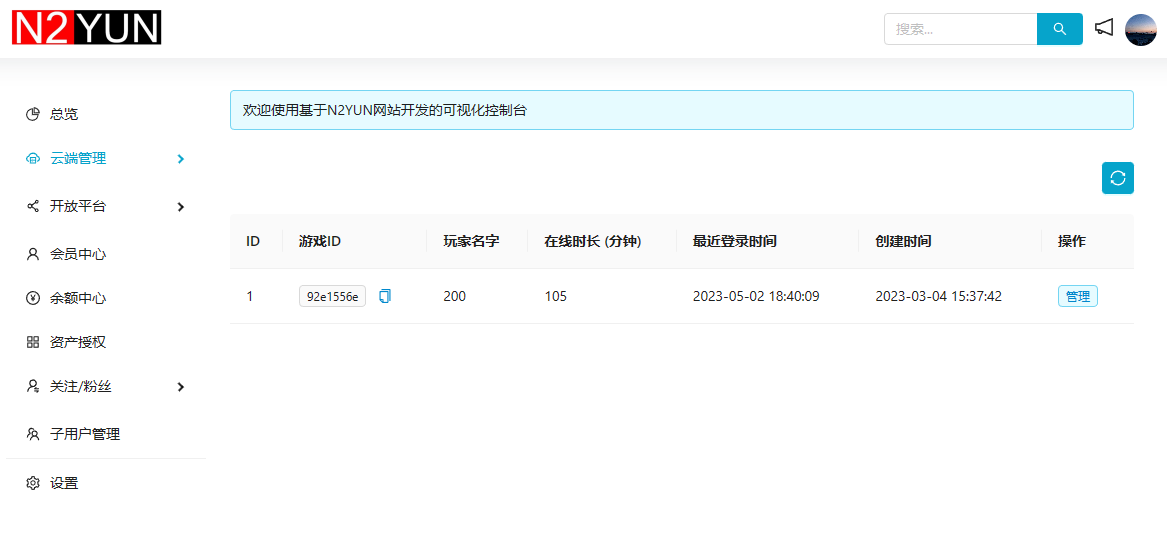 N2YUN
搜索...
总览
云端管理
开放平台
会员中心
余额中心
资产授权
关注/粉丝
子用户管理
设置
欢迎使用基于N2YUN网站开发的可视化控制台
ID 游戏ID 玩家名字 在线时长 (分钟) 最近登录时间 创建时间 操作
1 92e1556e 200 105 2023-05-02 18:40:09 2023-03-04 15:37:42 管理